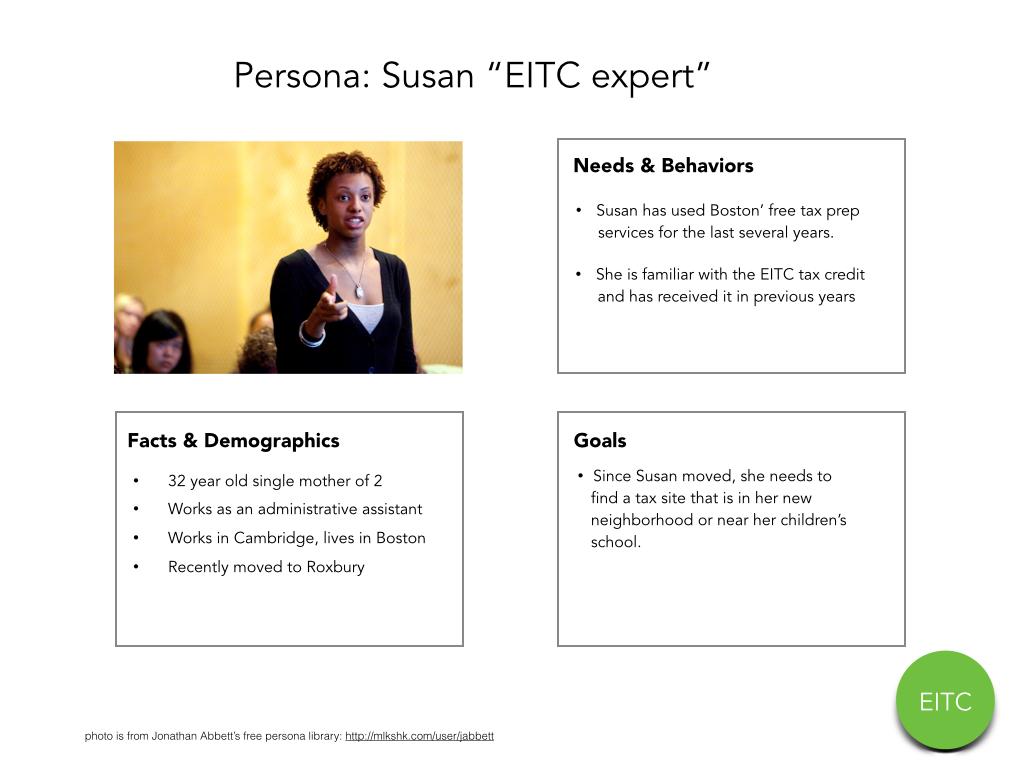 Persona: Susan “EITC expert”
Needs & Behaviors
• Susan has used Boston’ free tax prep
services for the last several years.
• She is familiar with the EITC tax credit
and has received it in previous years
Facts & Demographics
• 32 year old single mother of 2
• Works as an administrative assistant
• Works in Cambridge, lives in Boston
• Recently moved to Roxbury
Goals
• Since Susan moved, she needs to
find a tax site that is in her new
neighborhood or near her children’s
school.
EITC
photo is from Jonathan Abbett’s free persona library: http://mlkshk.com/user/jabbett